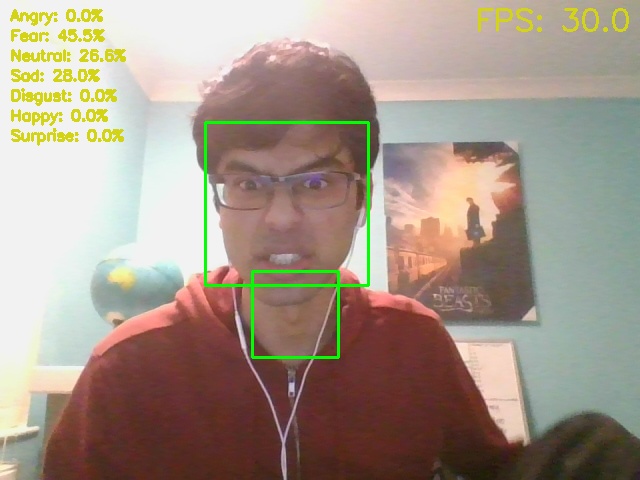 Angry: 0.0%
Fear: 45.5%
Neutral: 26.6%
Sad: 28.0%
Disgust: 0.0%
Happy: 0.0%
Surprise: 0.0%
FPS: 30.0
FANTASTIC
BEASTS